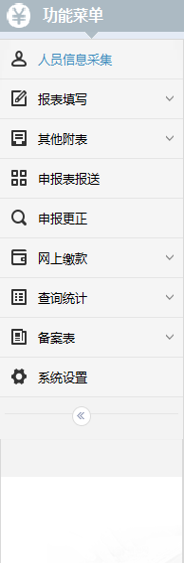 功能菜单
人员信息采集
报表填写
其他附表
申报表报送
申报更正
网上缴款
查询统计
备案表
系统设置